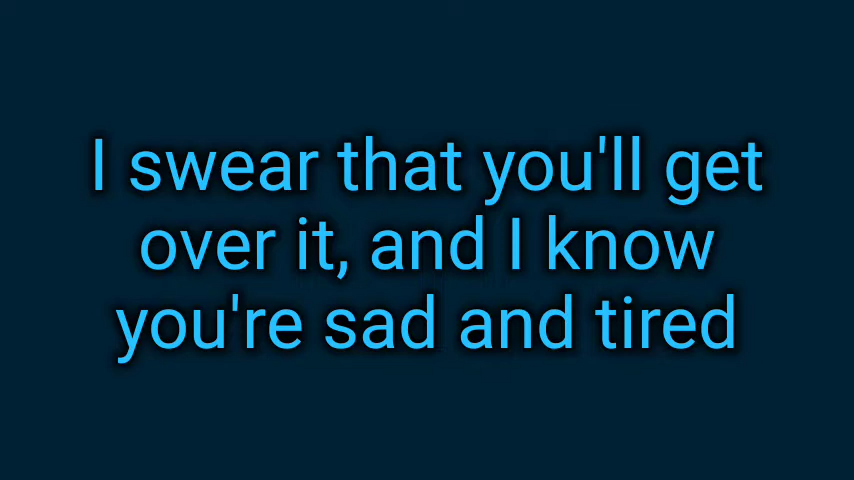 I swear that you'll get
over it, and I know
you're sad and tired